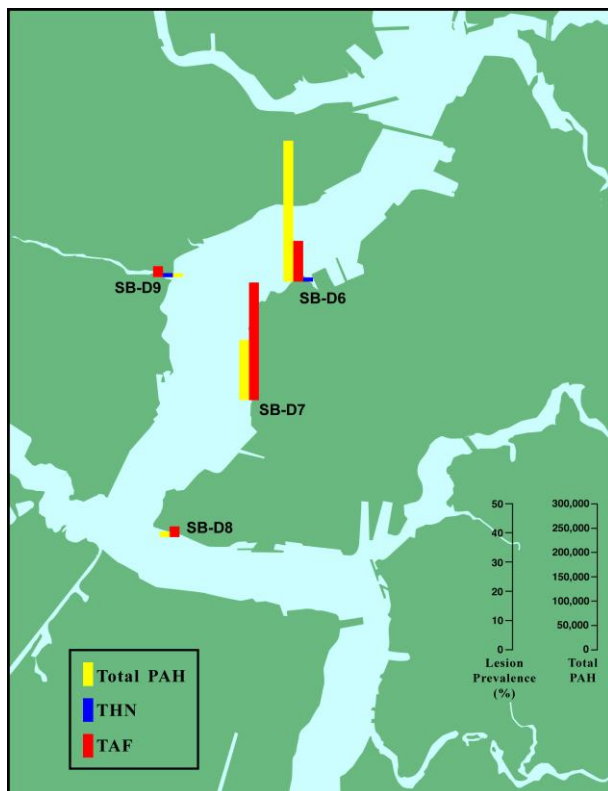 SB-D9
SB-D6
SB-D7
SB-D8
50
40
30
20
10
0
Lesion
Prevalence
(%)
300,000
250,000
200,000
150,000
100,000
50,000
0
Total
PAH
Total PAH
THN
TAF